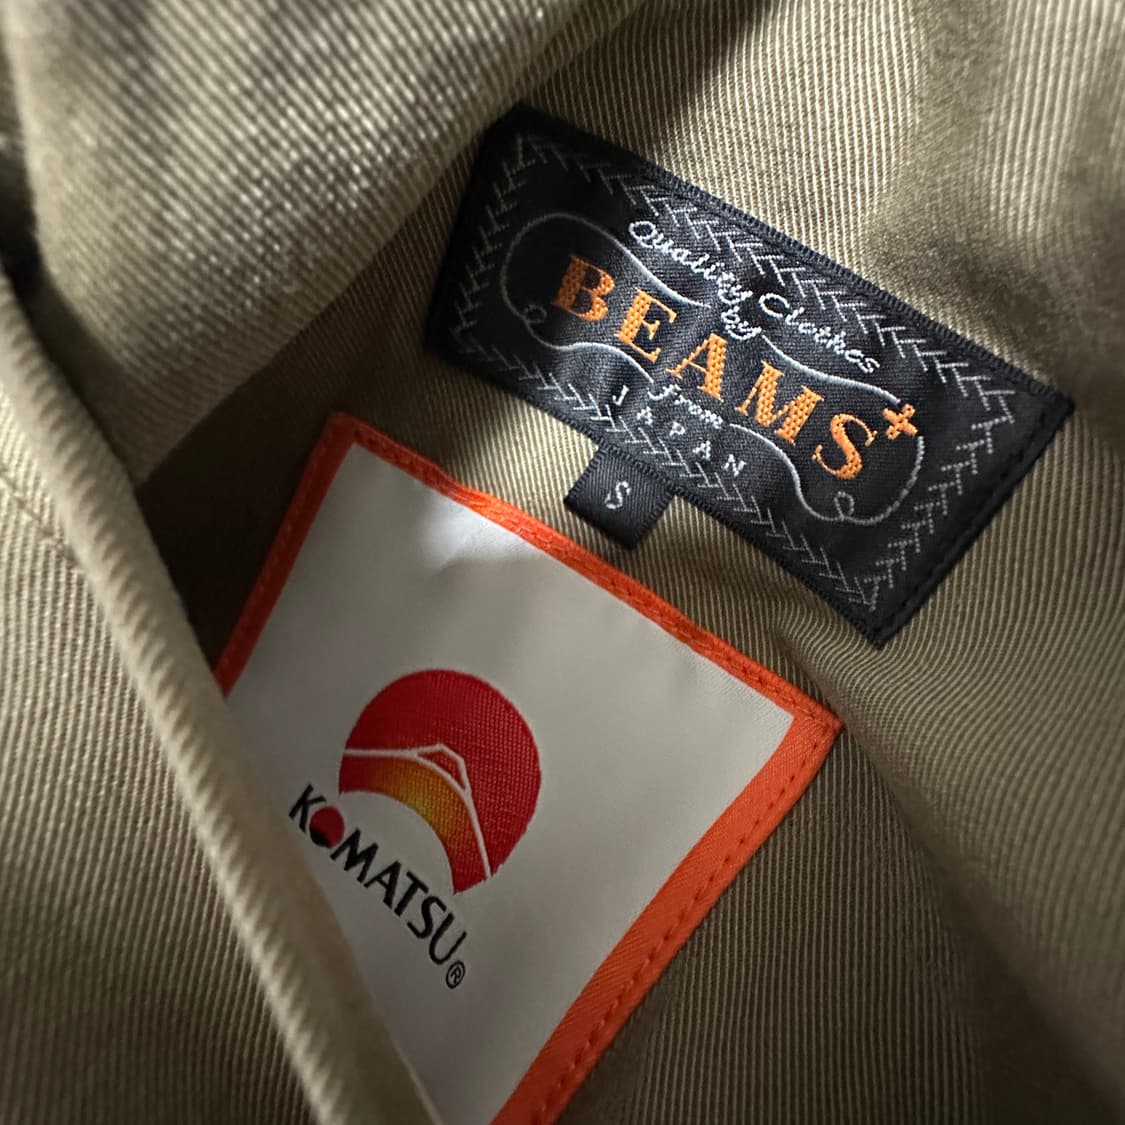 Quality Clothes
by
BEAMS+
from
JAPAN
S
KOMATSU®